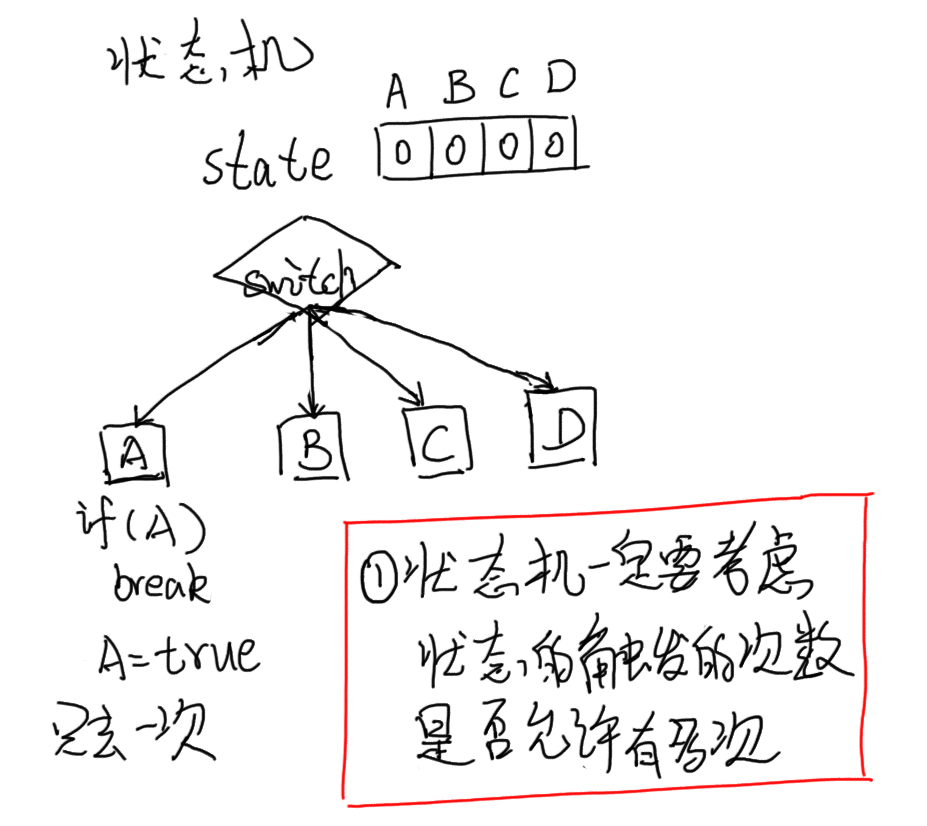 状态机
A B C D
state 0 0 0 0
switch
A B C D
if(A)
break
A=true
只去一次
①状态机一定要考虑
状态的触发的次数
是否允许有多次